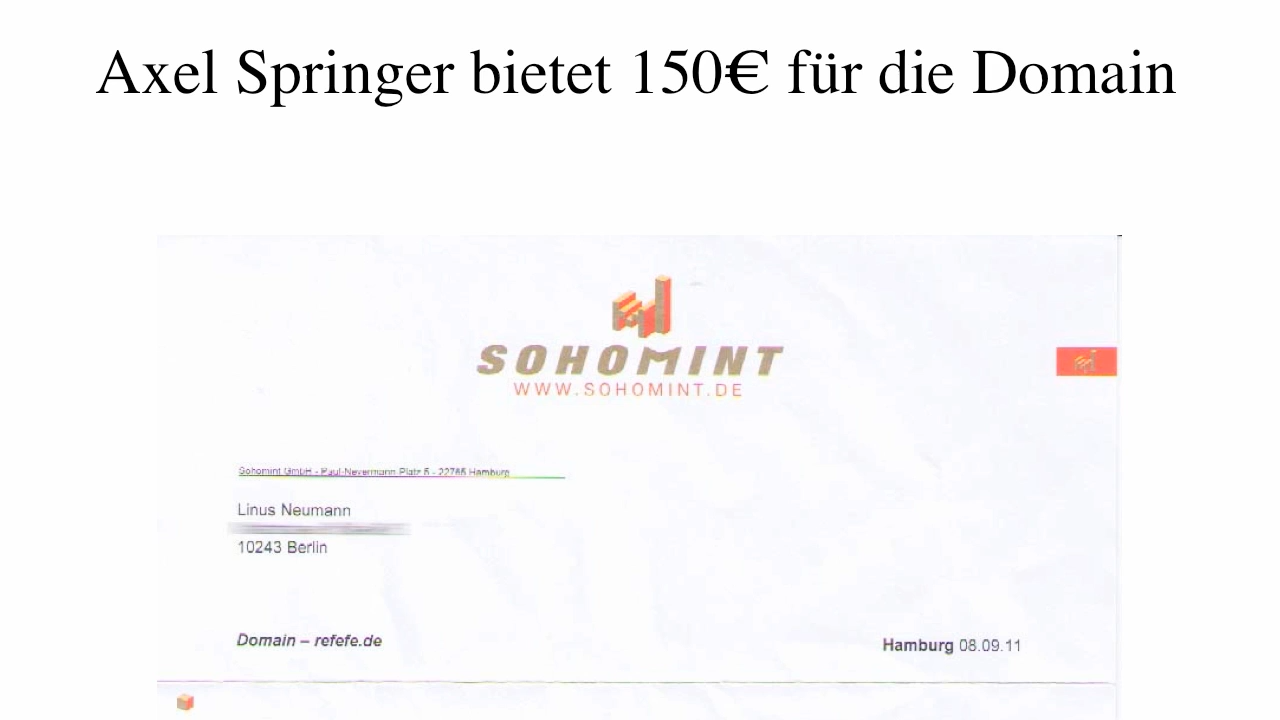 Axel Springer bietet 150€ für die Domain
SOHOMINT
WWW.SOHOMINT.DE
Sohomint GmbH - Paul-Nevermann-Platz 5 - 22765 Hamburg
Linus Neumann
10243 Berlin
Domain – refefe.de
Hamburg 08.09.11